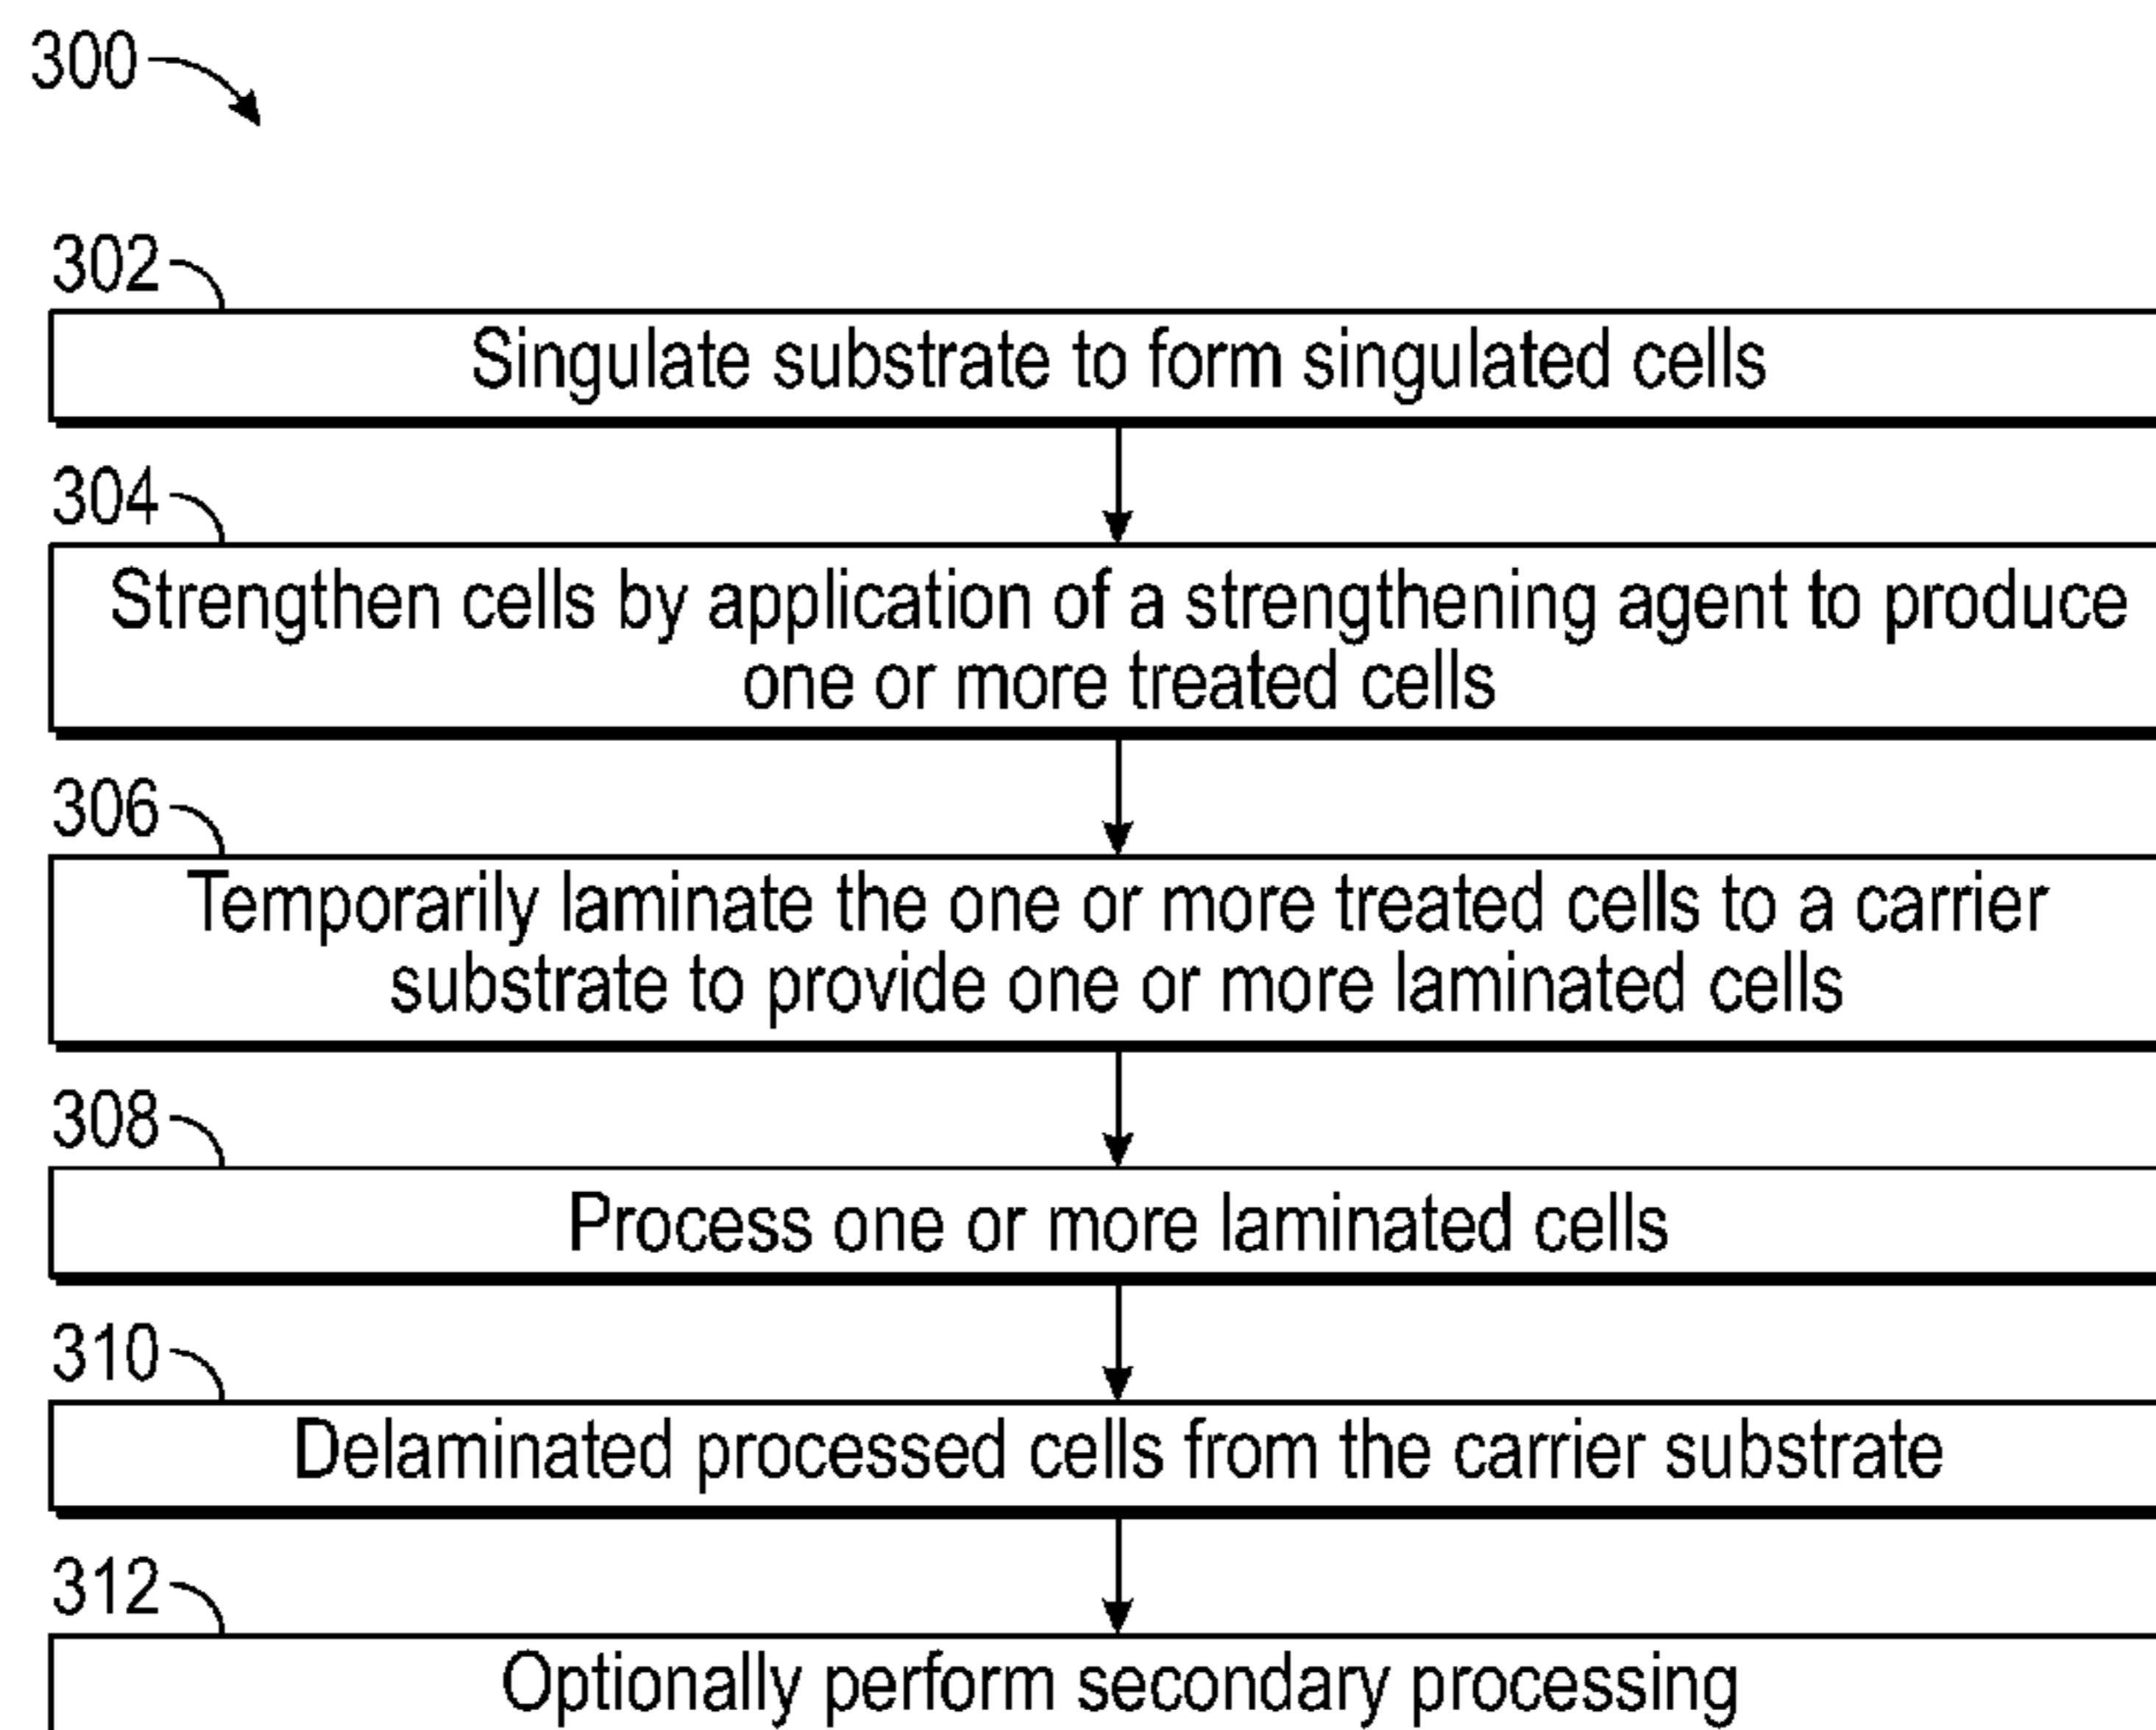 300
302
Singulate substrate to form singulated cells
304
Strengthen cells by application of a strengthening agent to produce
one or more treated cells
306
Temporarily laminate the one or more treated cells to a carrier
substrate to provide one or more laminated cells
308
Process one or more laminated cells
310
Delaminated processed cells from the carrier substrate
312
Optionally perform secondary processing